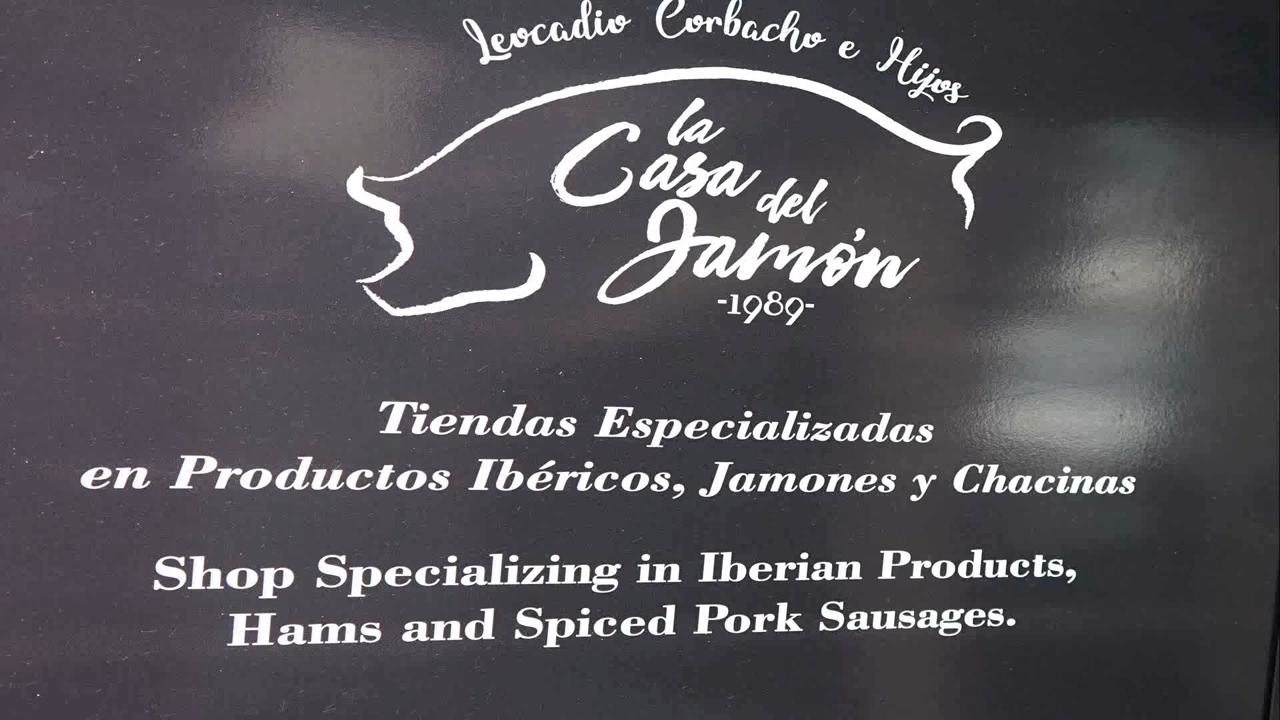 Leocadio Corbacho e Hijos
la
Casa del
Jamón
-1989-
Tiendas Especializadas
en Productos Ibéricos, Jamones y Chacinas
Shop Specializing in Iberian Products,
Hams and Spiced Pork Sausages.